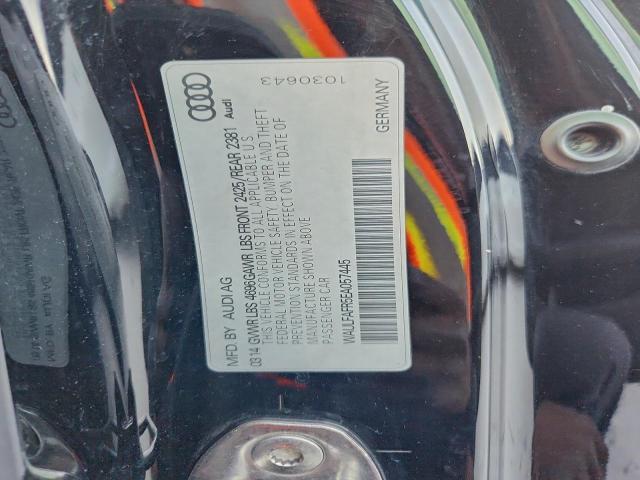 MFD. BY AUDI AG
03 14 GVWR LBS 4696 GAWR LBS FRONT 2425 / REAR 2381
THIS VEHICLE CONFORMS TO ALL APPLICABLE U.S.
FEDERAL MOTOR VEHICLE SAFETY, BUMPER AND THEFT
PREVENTION STANDARDS IN EFFECT ON THE DATE OF
MANUFACTURE SHOWN ABOVE
PASSENGER CAR
WAULFAFR5EA057445
GERMANY
Audi
1030643